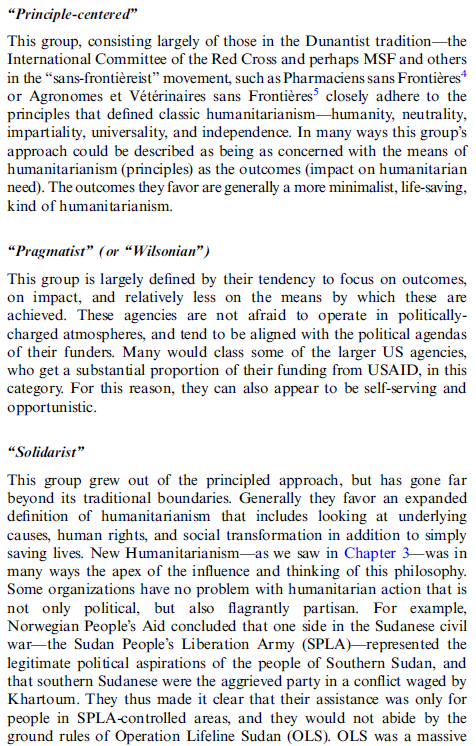 “Principle-centered”
This group, consisting largely of those in the Dunantist tradition—the
International Committee of the Red Cross and perhaps MSF and others
in the “sans-frontièreist” movement, such as Pharmaciens sans Frontières4
or Agronomes et Vétérinaires sans Frontières5 closely adhere to the
principles that defined classic humanitarianism—humanity, neutrality,
impartiality, universality, and independence. In many ways this group’s
approach could be described as being as concerned with the means of
humanitarianism (principles) as the outcomes (impact on humanitarian
need). The outcomes they favor are generally a more minimalist, life-saving,
kind of humanitarianism.
“Pragmatist” (or “Wilsonian”)
This group is largely defined by their tendency to focus on outcomes,
on impact, and relatively less on the means by which these are
achieved. These agencies are not afraid to operate in politically-
charged atmospheres, and tend to be aligned with the political agendas
of their funders. Many would class some of the larger US agencies,
who get a substantial proportion of their funding from USAID, in this
category. For this reason, they can also appear to be self-serving and
opportunistic.
“Solidarist”
This group grew out of the principled approach, but has gone far
beyond its traditional boundaries. Generally they favor an expanded
definition of humanitarianism that includes looking at underlying
causes, human rights, and social transformation in addition to simply
saving lives. New Humanitarianism—as we saw in Chapter 3—was in
many ways the apex of the influence and thinking of this philosophy.
Some organizations have no problem with humanitarian action that is
not only political, but also flagrantly partisan. For example,
Norwegian People’s Aid concluded that one side in the Sudanese civil
war—the Sudan People’s Liberation Army (SPLA)—represented the
legitimate political aspirations of the people of Southern Sudan, and
that southern Sudanese were the aggrieved party in a conflict waged by
Khartoum. They thus made it clear that their assistance was only for
people in SPLA-controlled areas, and they would not abide by the
ground rules of Operation Lifeline Sudan (OLS). OLS was a massive